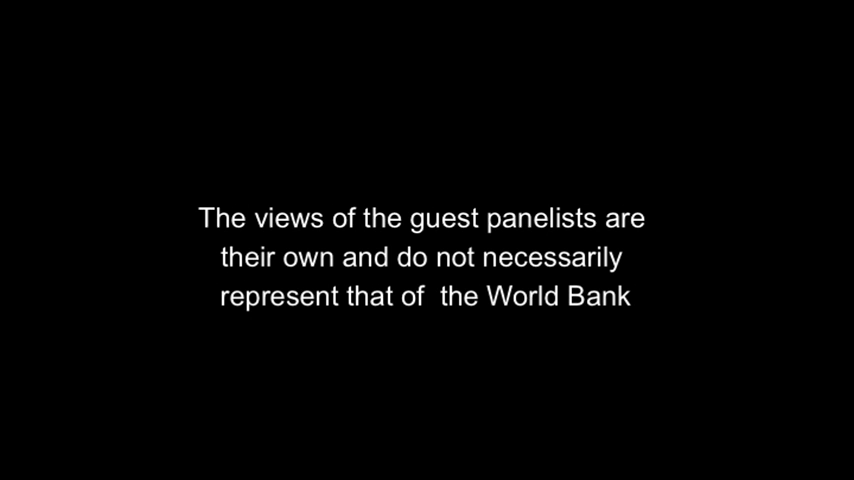 The views of the guest panelists are
their own and do not necessarily
represent that of  the World Bank